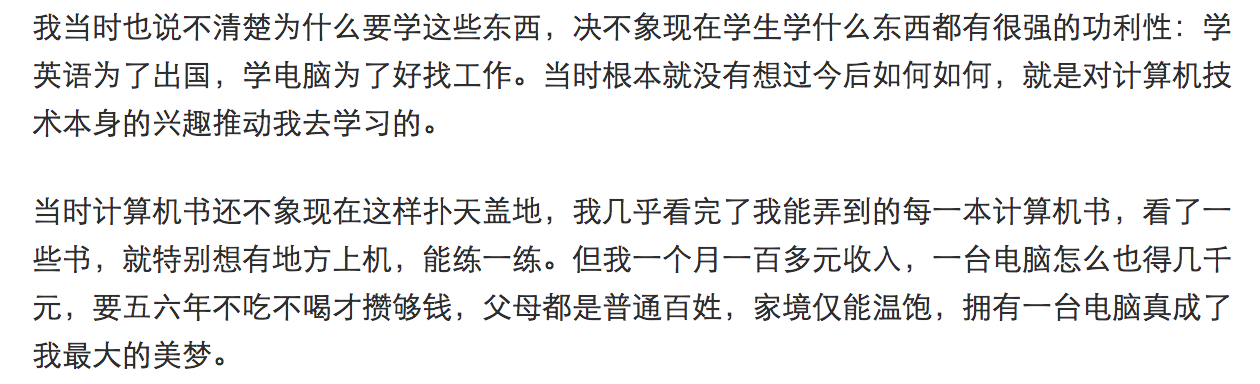 我当时也说不清楚为什么要学这些东西，决不象现在学生学什么东西都有很强的功利性：学
英语为了出国，学电脑为了好找工作。当时根本就没有想过今后如何如何，就是对计算机技
术本身的兴趣推动我去学习的。
当时计算机书还不象现在这样扑天盖地，我几乎看完了我能弄到的每一本计算机书，看了一
些书，就特别想有地方上机，能练一练。但我一个月一百多元收入，一台电脑怎么也得几千
元，要五六年不吃不喝才攒够钱，父母都是普通百姓，家境仅能温饱，拥有一台电脑真成了
我最大的美梦。